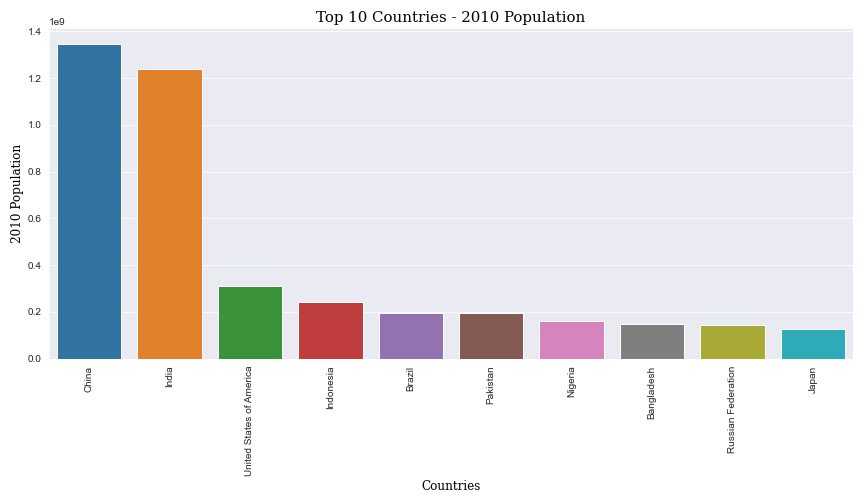 Top 10 Countries - 2010 Population
1e9
1.4
1.2
1.0
0.8
0.6
0.4
0.2
0.0
2010 Population
China
India
United States of America
Indonesia
Brazil
Pakistan
Nigeria
Bangladesh
Russian Federation
Japan
Countries